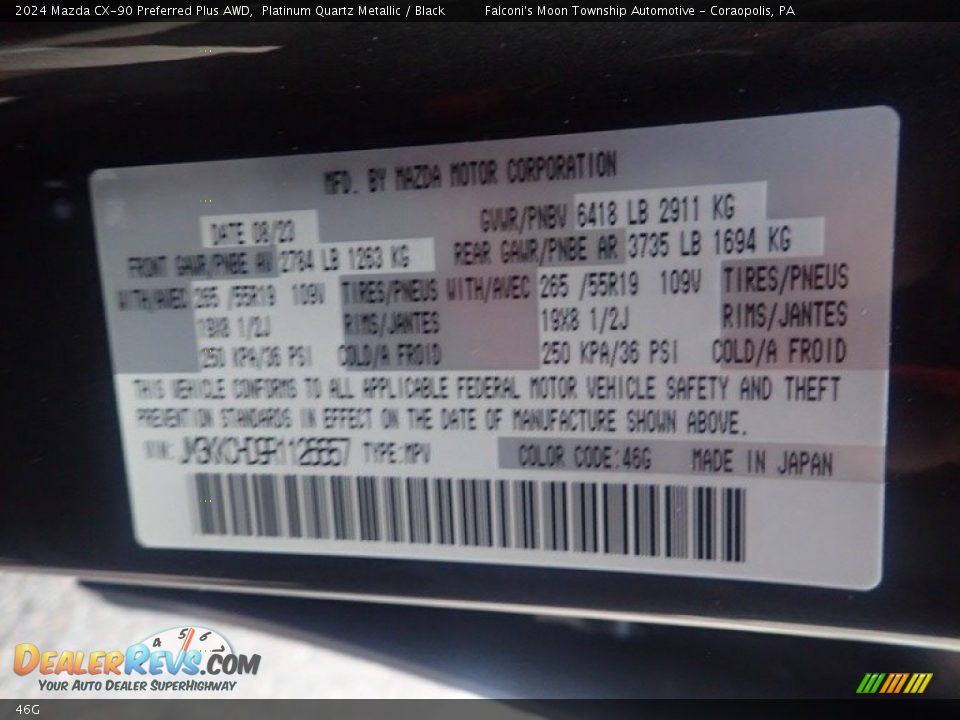 2024 Mazda CX-90 Preferred Plus AWD, Platinum Quartz Metallic / Black Falconi's Moon Township Automotive - Coraopolis, PA
MFD. BY MAZDA MOTOR CORPORATION
DATE 08/23 GVWR/PNBV 6418 LB 2911 KG
FRONT GAWR/PNBE AV 2784 LB 1263 KG REAR GAWR/PNBE AR 3735 LB 1694 KG
WITH/AVEC 265 /55R19 109V TIRES/PNEUS WITH/AVEC 265 /55R19 109V TIRES/PNEUS
19X8 1/2J RIMS/JANTES 19X8 1/2J RIMS/JANTES
250 KPA/36 PSI COLD/A FROID 250 KPA/36 PSI COLD/A FROID
THIS VEHICLE CONFORMS TO ALL APPLICABLE FEDERAL MOTOR VEHICLE SAFETY AND THEFT
PREVENTION STANDARDS IN EFFECT ON THE DATE OF MANUFACTURE SHOWN ABOVE.
VIN: TYPE:MPV COLOR CODE:46G MADE IN JAPAN
4 5 6
DealerRevs.com
Your Auto Dealer SuperHighway
46G